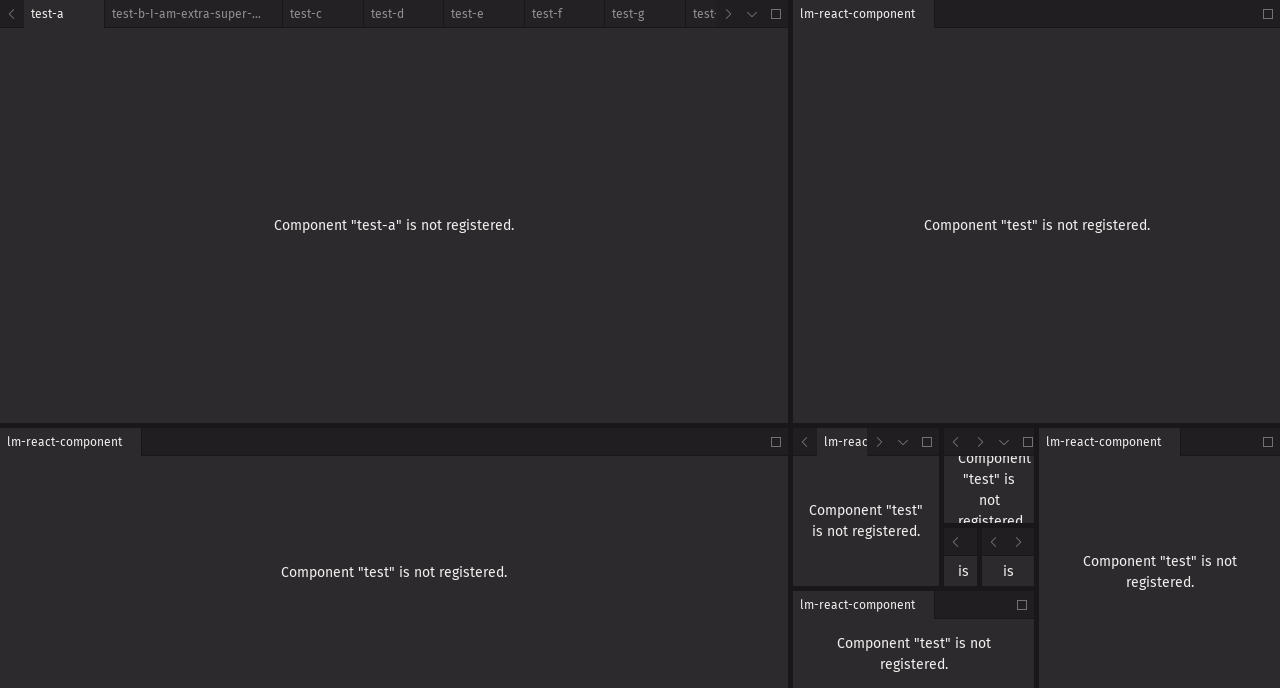 test-a
test-b-I-am-extra-super-...
test-c
test-d
test-e
test-f
test-g
test-
lm-react-component
Component "test-a" is not registered.
Component "test" is not registered.
lm-react-component
Component "test" is not registered.
lm-reac
Component "test"
is not registered.
Component
"test" is
not
registered
is
is
lm-react-component
Component "test" is not
registered.
lm-react-component
Component "test" is not
registered.